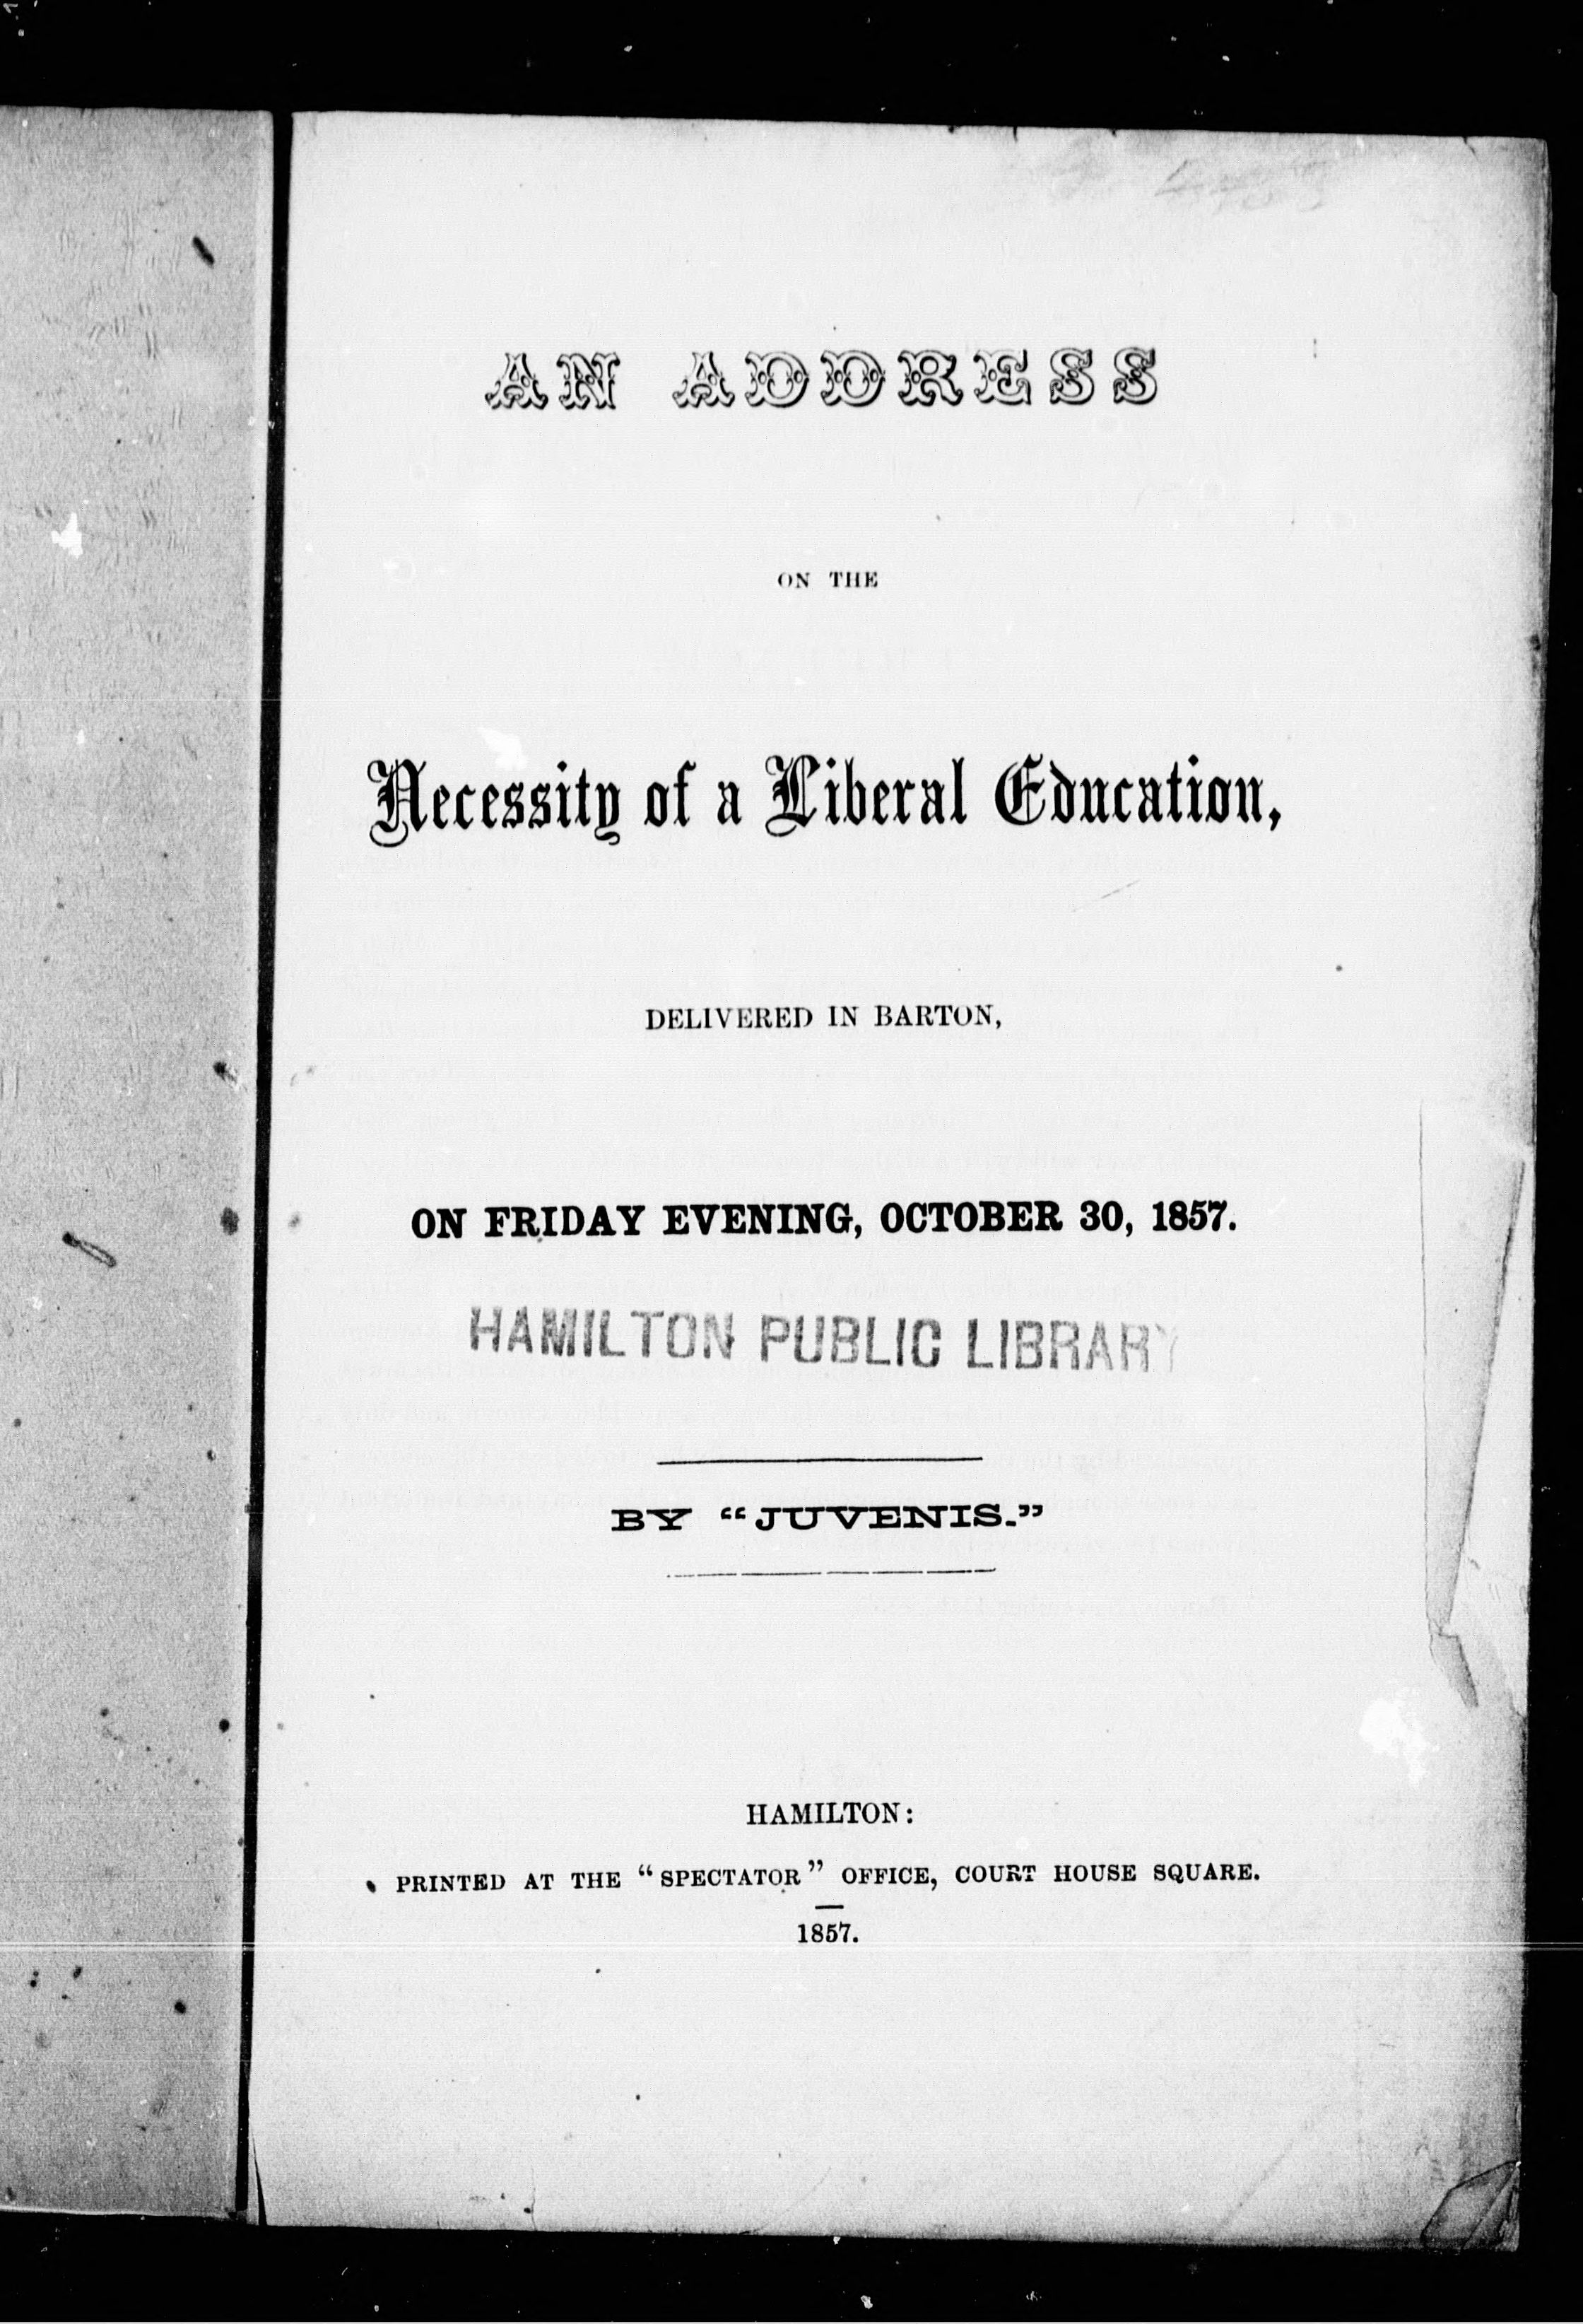 AN ADDRESS
ON THE
Necessity of a Liberal Education,
DELIVERED IN BARTON,
ON FRIDAY EVENING, OCTOBER 30, 1857.
HAMILTON PUBLIC LIBRARY
BY "JUVENIS."
HAMILTON:
PRINTED AT THE "SPECTATOR" OFFICE, COURT HOUSE SQUARE.
1857.